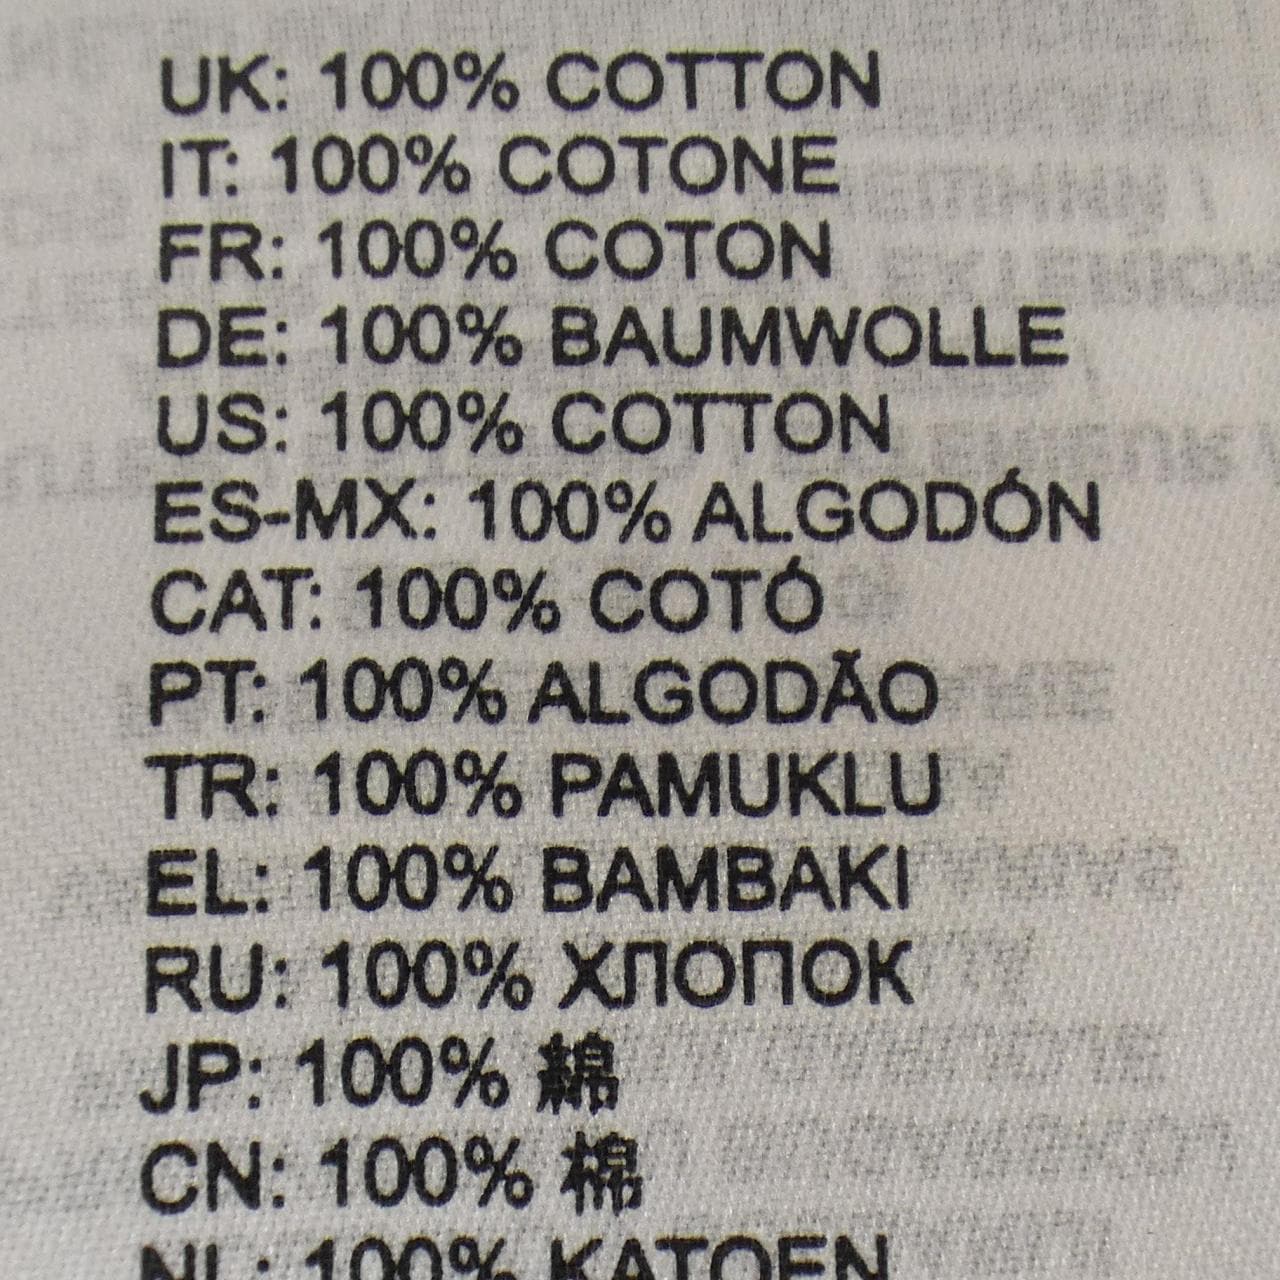 UK: 100% COTTON
IT: 100% COTONE
FR: 100% COTON
DE: 100% BAUMWOLLE
US: 100% COTTON
ES-MX: 100% ALGODÓN
CAT: 100% COTÓ
PT: 100% ALGODÃO
TR: 100% PAMUKLU
EL: 100% BAMBAKI
RU: 100% ХЛОПОК
JP: 100% 綿
CN: 100% 棉
NL: 100% KATOEN